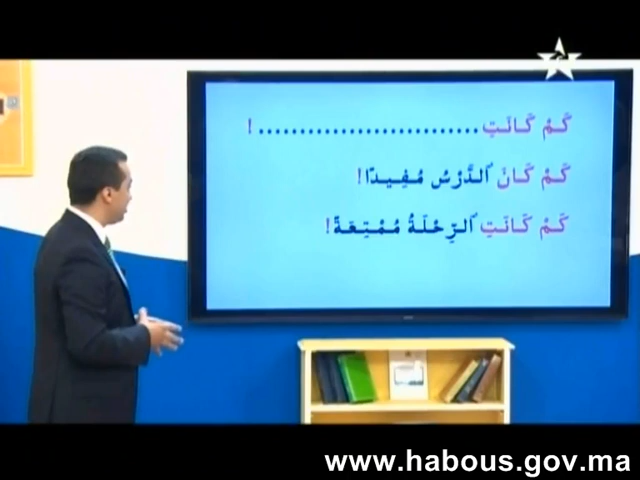 كَمْ كَانَتِ ........................... !
كَمْ كَانَ ٱلدَّرْسُ مُفِيدًا!
كَمْ كَانَتِ ٱلرِّحْلَةُ مُمْتِعَةً!
www.habous.gov.ma